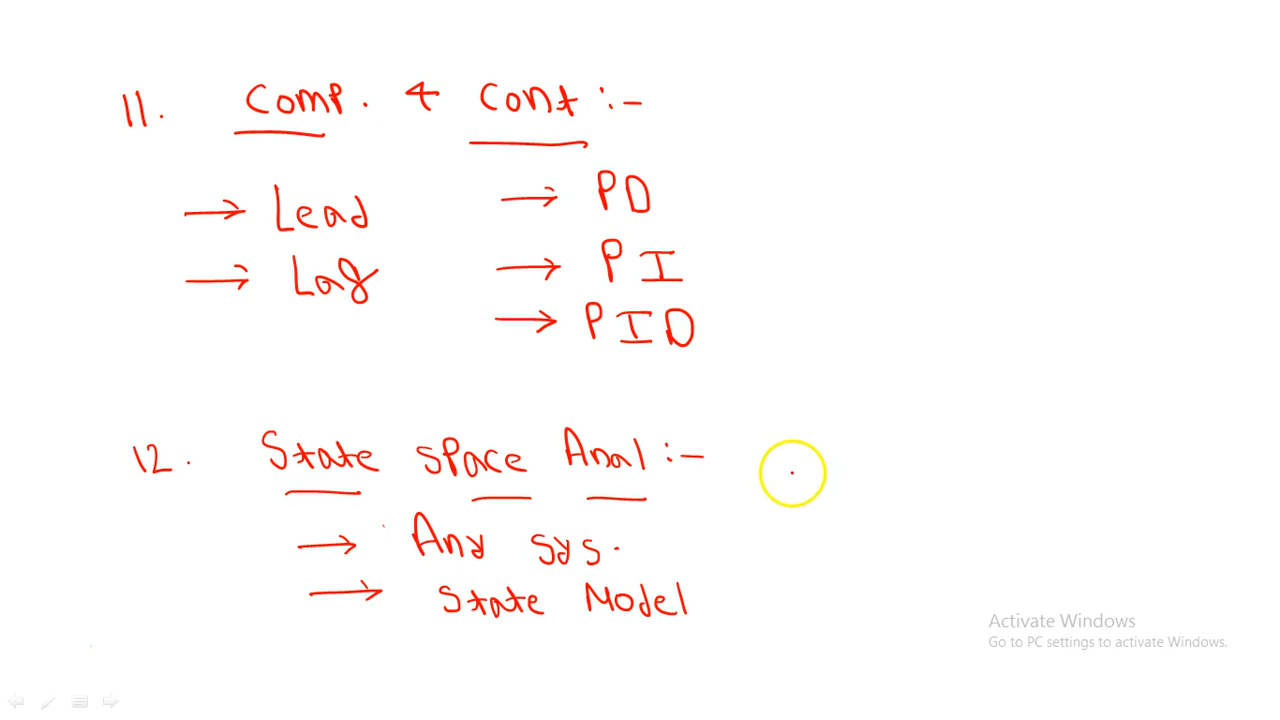 11. Comp. & Cont :-
→ Lead → PD
→ Lag → PI
→ PID
12. State space Anal :-
→ Any sys.
→ State Model
Activate Windows
Go to PC settings to activate Windows.